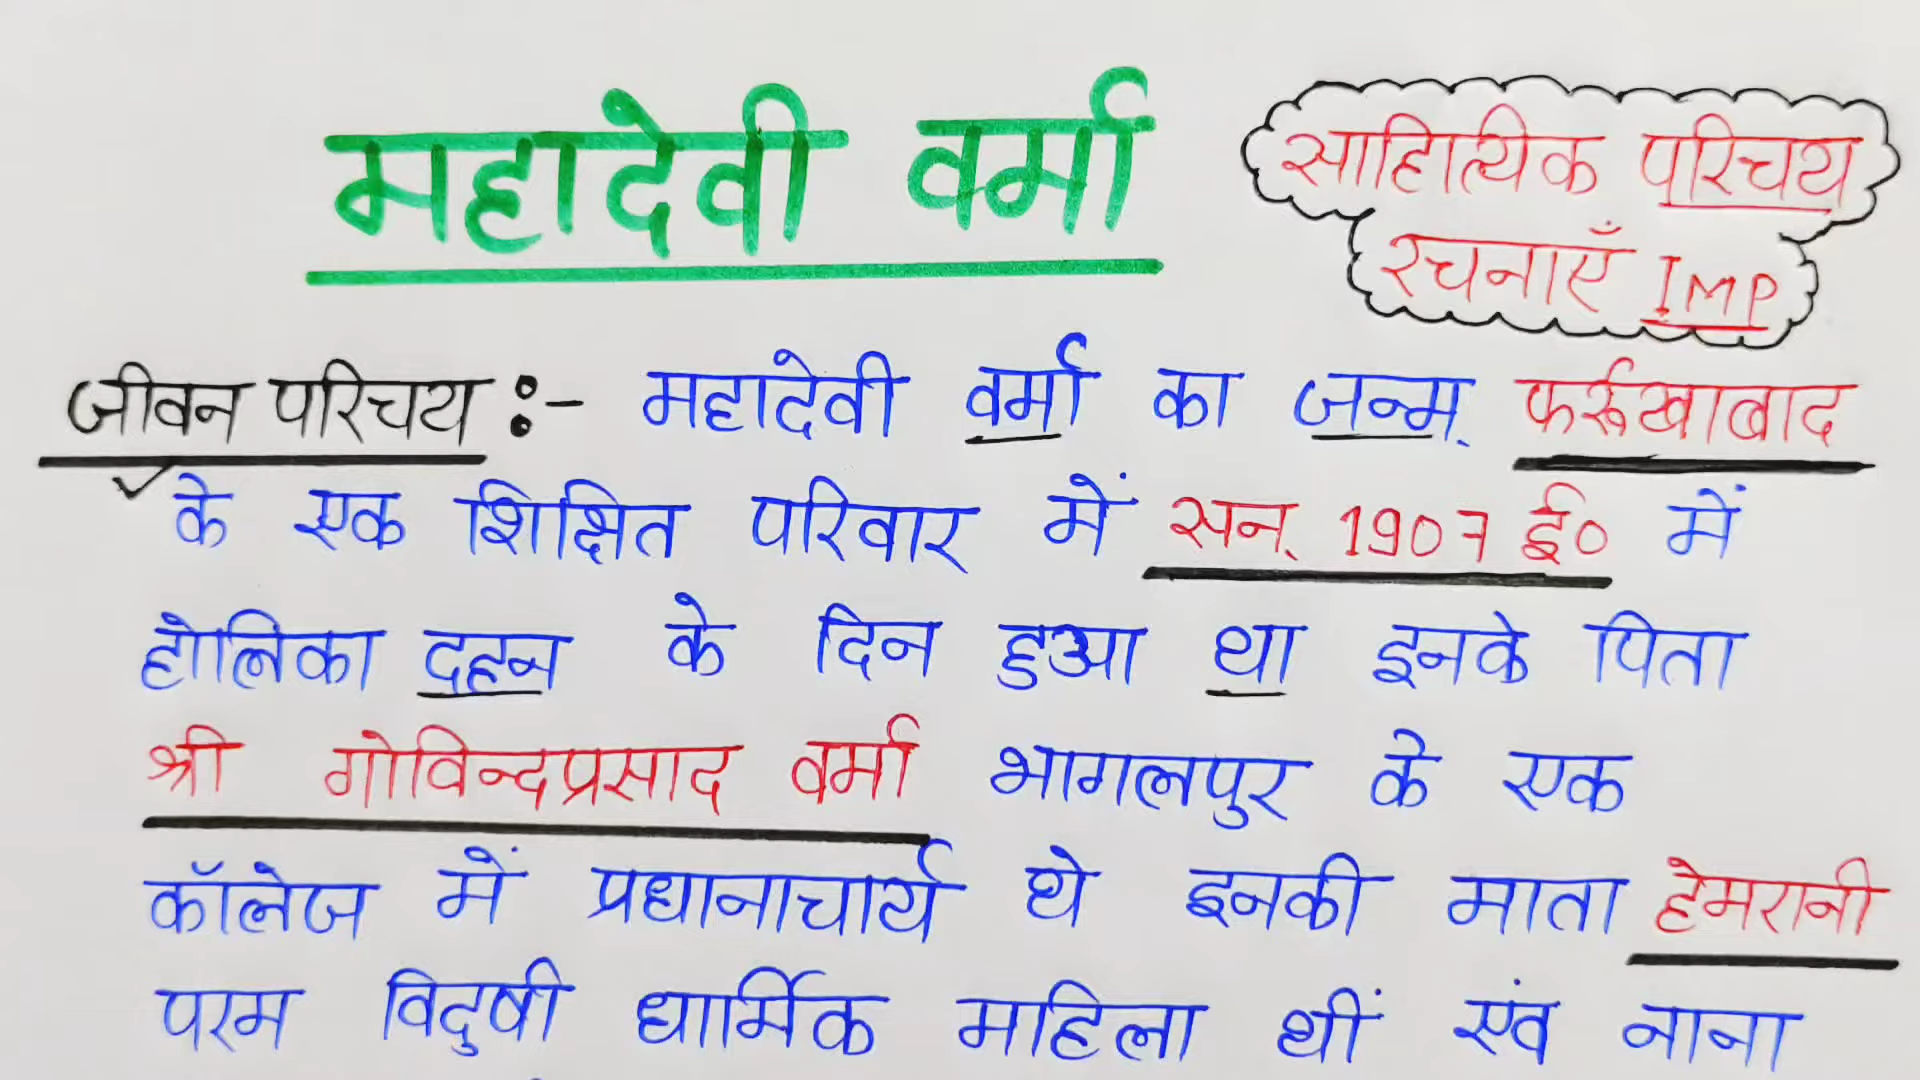 महादेवी वर्मा
साहित्यिक परिचय
रचनाएँ IMP
जीवन परिचय :- महादेवी वर्मा का जन्म् फर्रूखाबाद
के एक शिक्षित परिवार में सन् 1907 ई० में
होलिका दहन के दिन हुआ था इनके पिता
श्री गोविन्दप्रसाद वर्मा भागलपुर के एक
कॉलेज में प्रधानाचार्य थे इनकी माता हेमरानी
परम विदुषी धार्मिक महिला थीं एंव नाना